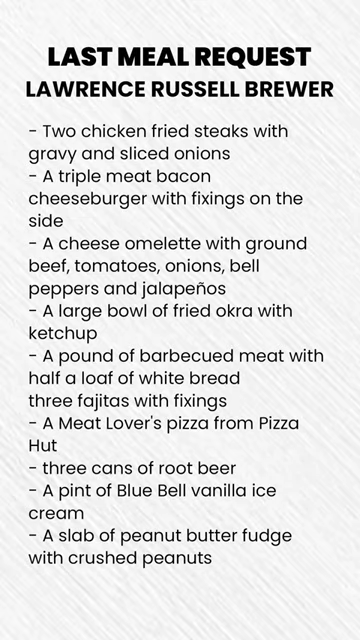 LAST MEAL REQUEST
LAWRENCE RUSSELL BREWER
- Two chicken fried steaks with
gravy and sliced onions
- A triple meat bacon
cheeseburger with fixings on the
side
- A cheese omelette with ground
beef, tomatoes, onions, bell
peppers and jalapeños
- A large bowl of fried okra with
ketchup
- A pound of barbecued meat with
half a loaf of white bread
three fajitas with fixings
- A Meat Lover's pizza from Pizza
Hut
- three cans of root beer
- A pint of Blue Bell vanilla ice
cream
- A slab of peanut butter fudge
with crushed peanuts